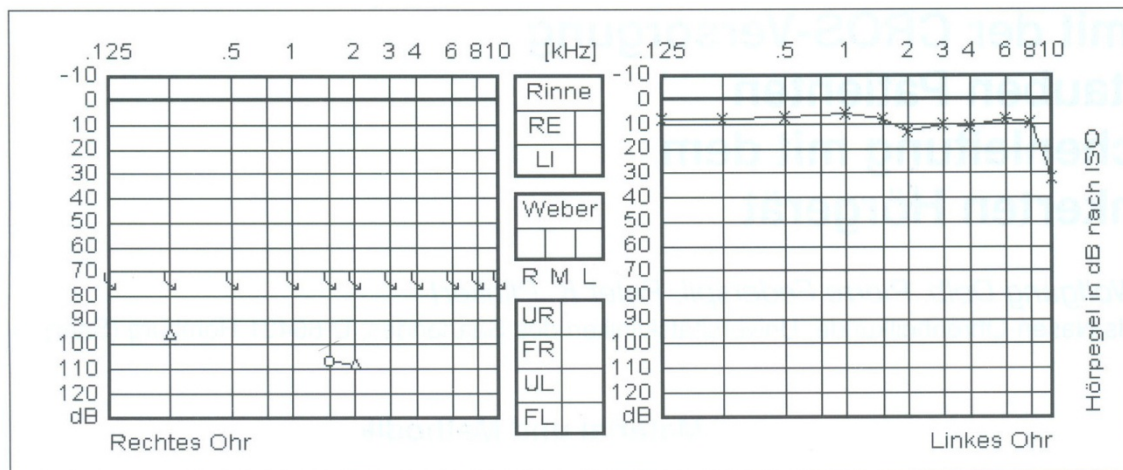 .125 .5 1 2 3 4 6 8 10 [kHz]
-10
0
10
20
30
40
50
60
70
80
90
100
110
120
dB
Rechtes Ohr
Rinne
RE
LI
Weber
R M L
UR
FR
UL
FL
.125 .5 1 2 3 4 6 8 10
-10
0
10
20
30
40
50
60
70
80
90
100
110
120
dB
Linkes Ohr
Hörpegel in dB nach ISO